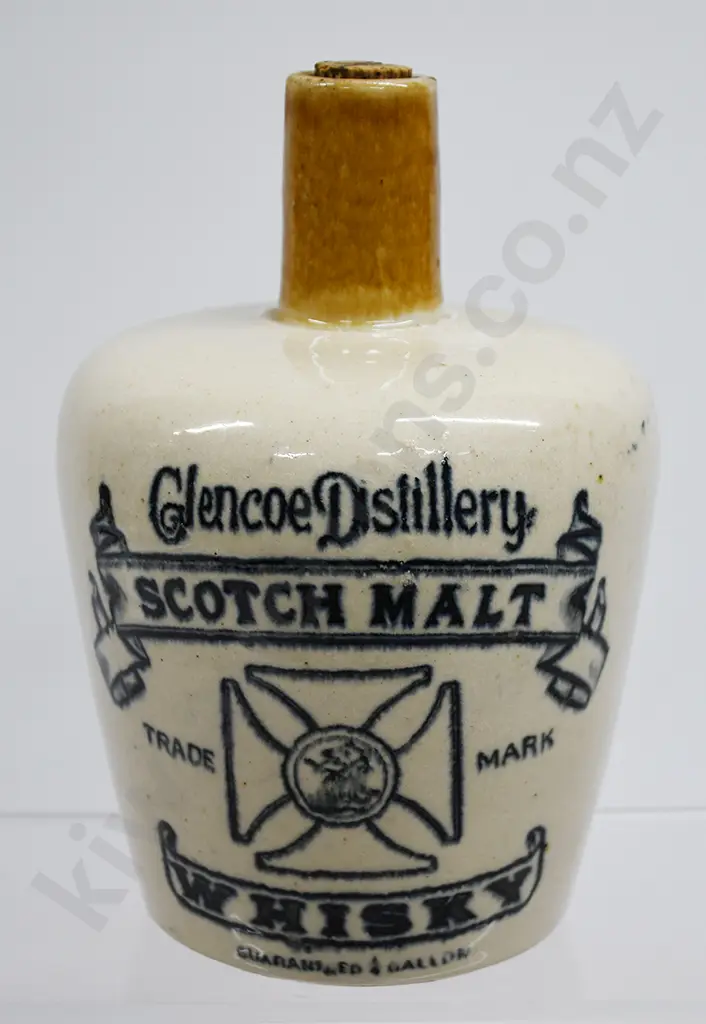 Glencoe Distillery
SCOTCH MALT
TRADE MARK
WHISKY
GUARANTEED ¼ GALLON